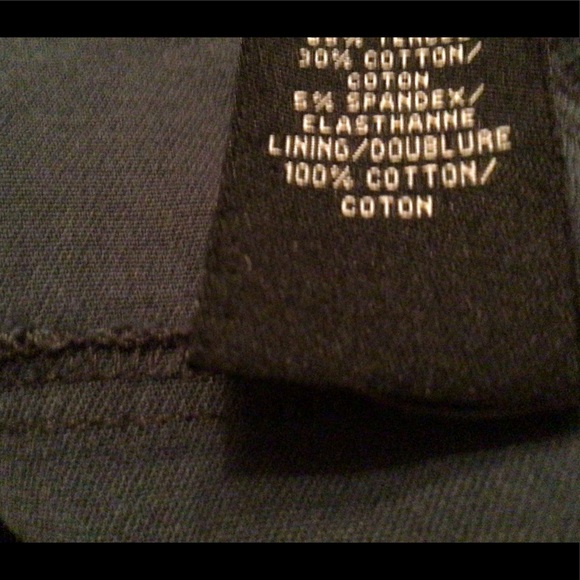 30% COTTON/
COTON
5% SPANDEX/
ELASTHANNE
LINING/DOUBLURE
100% COTTON/
COTON